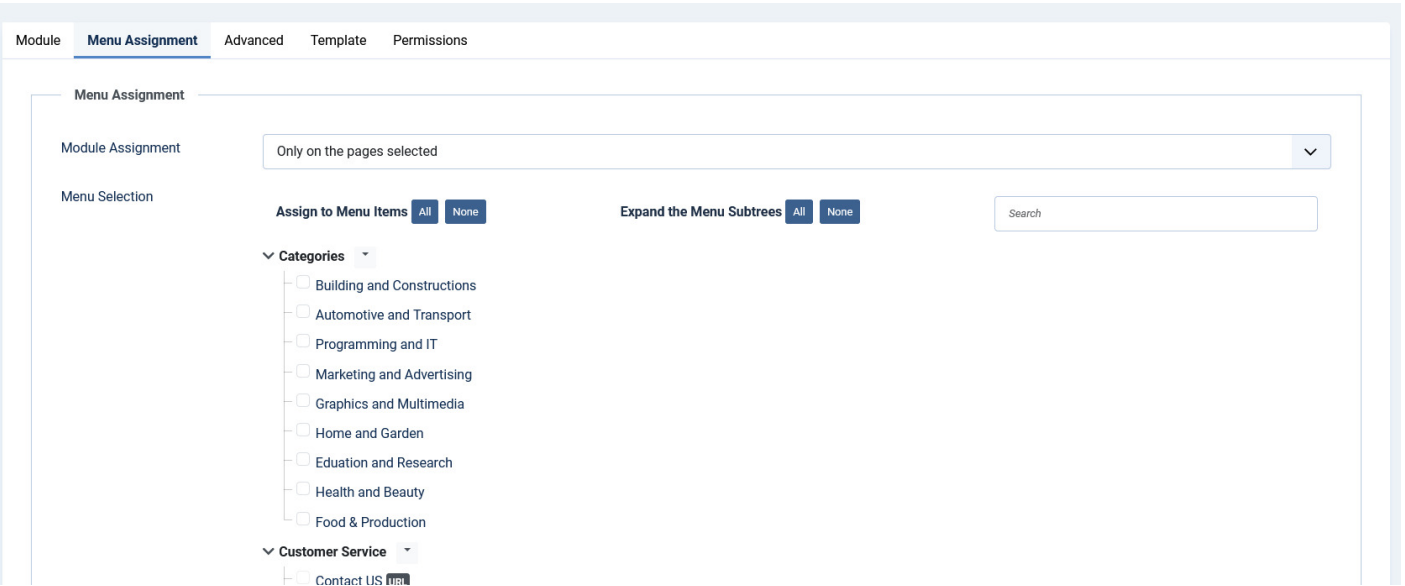 Module Menu Assignment Advanced Template Permissions
Menu Assignment
Module Assignment Only on the pages selected
Menu Selection
Assign to Menu Items All None Expand the Menu Subtrees All None Search
Categories
Building and Constructions
Automotive and Transport
Programming and IT
Marketing and Advertising
Graphics and Multimedia
Home and Garden
Eduation and Research
Health and Beauty
Food & Production
Customer Service
Contact US URL